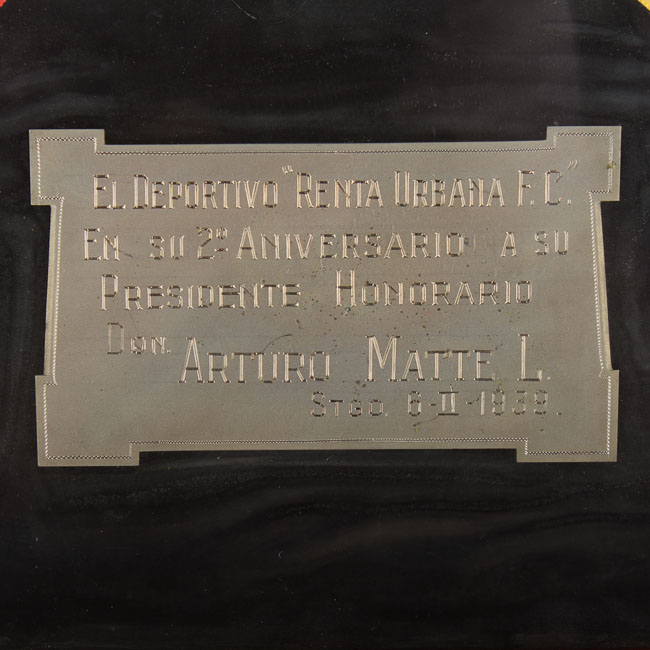 EL DEPORTIVO "RENTA URBANA F.C."
EN SU 2º ANIVERSARIO A SU
PRESIDENTE HONORARIO
DON. ARTURO MATTE L.
STGO. 6-II-1939.